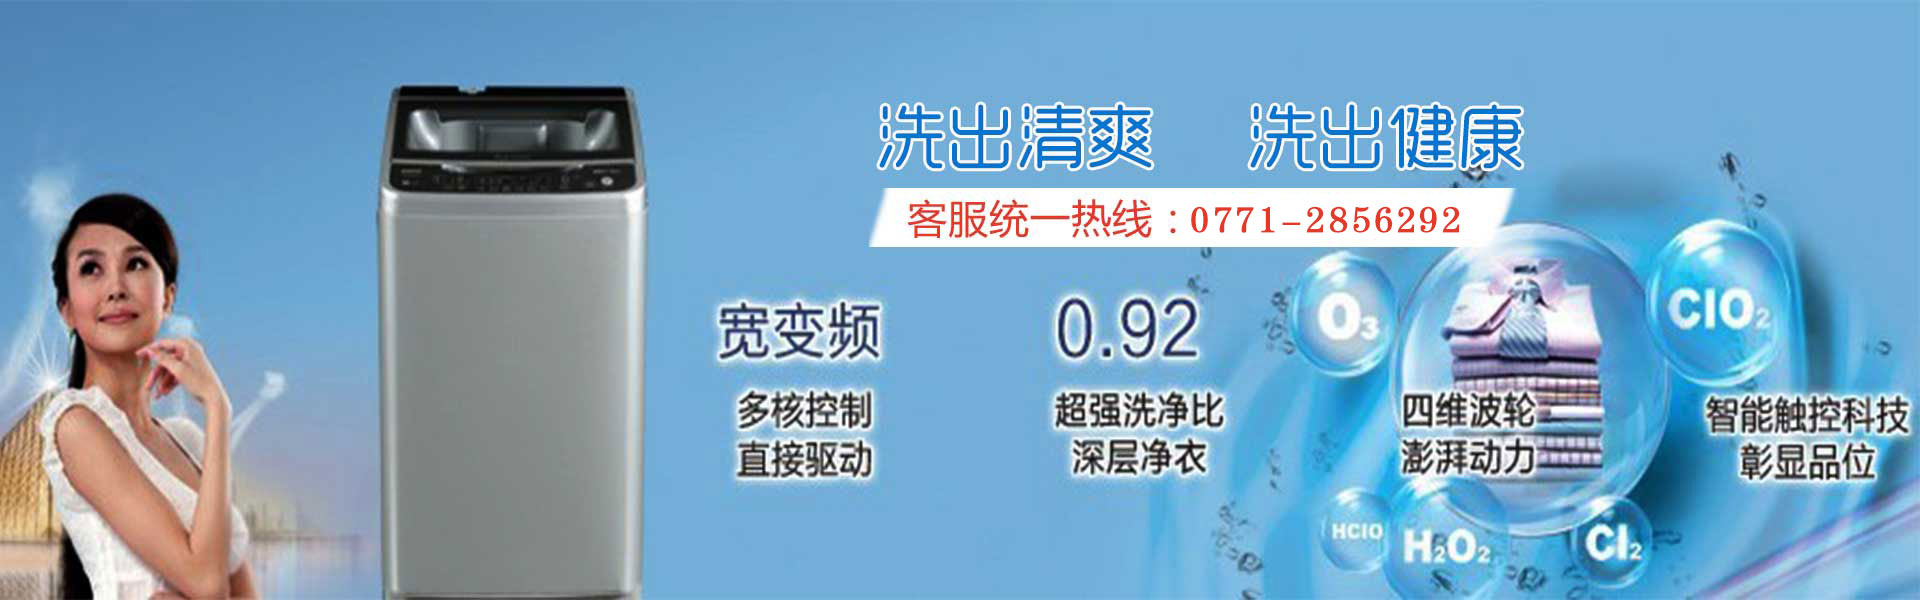 洗出清爽 洗出健康
客服统一热线：0771-2856292
宽变频
多核控制
直接驱动
0.92
超强洗净比
深层净衣
四维波轮
澎湃动力
智能触控科技
彰显品位
O3
ClO2
HClO
H2O2
Cl2